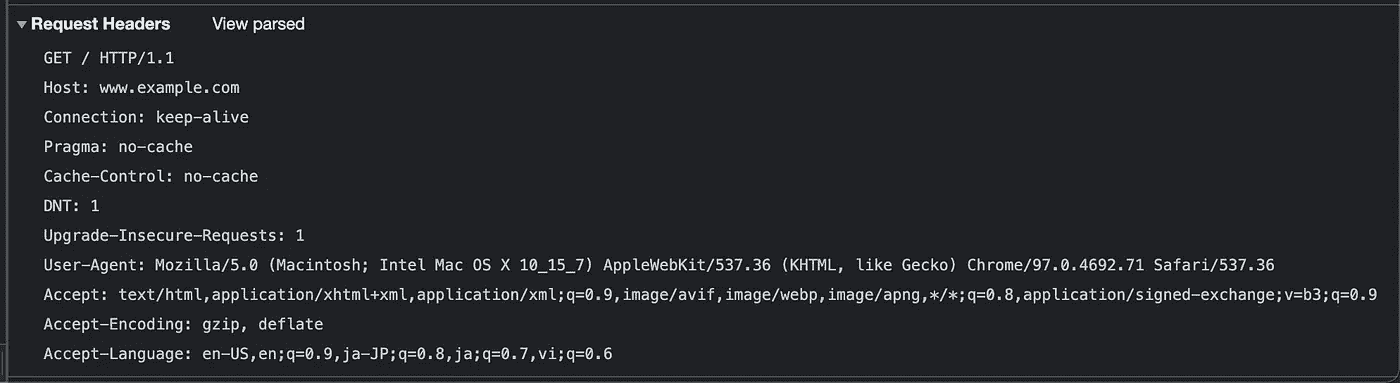 ▼Request Headers View parsed
GET / HTTP/1.1
Host: www.example.com
Connection: keep-alive
Pragma: no-cache
Cache-Control: no-cache
DNT: 1
Upgrade-Insecure-Requests: 1
User-Agent: Mozilla/5.0 (Macintosh; Intel Mac OS X 10_15_7) AppleWebKit/537.36 (KHTML, like Gecko) Chrome/97.0.4692.71 Safari/537.36
Accept: text/html,application/xhtml+xml,application/xml;q=0.9,image/avif,image/webp,image/apng,*/*;q=0.8,application/signed-exchange;v=b3;q=0.9
Accept-Encoding: gzip, deflate
Accept-Language: en-US,en;q=0.9,ja-JP;q=0.8,ja;q=0.7,vi;q=0.6